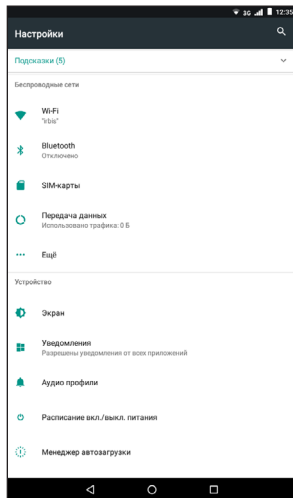 3G 12:35
Настройки
Подсказки (5)
Беспроводные сети
Wi-Fi
"irbis"
Bluetooth
Отключено
SIM-карты
Передача данных
Использовано трафика: 0 Б
Ещё
Устройство
Экран
Уведомления
Разрешены уведомления от всех приложений
Аудио профили
Расписание вкл./выкл. питания
Менеджер автозагрузки